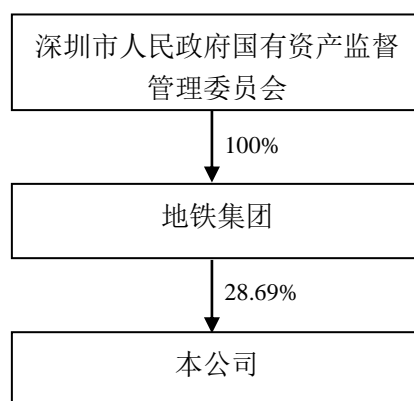 深圳市人民政府国有资产监督
管理委员会
100%
地铁集团
28.69%
本公司